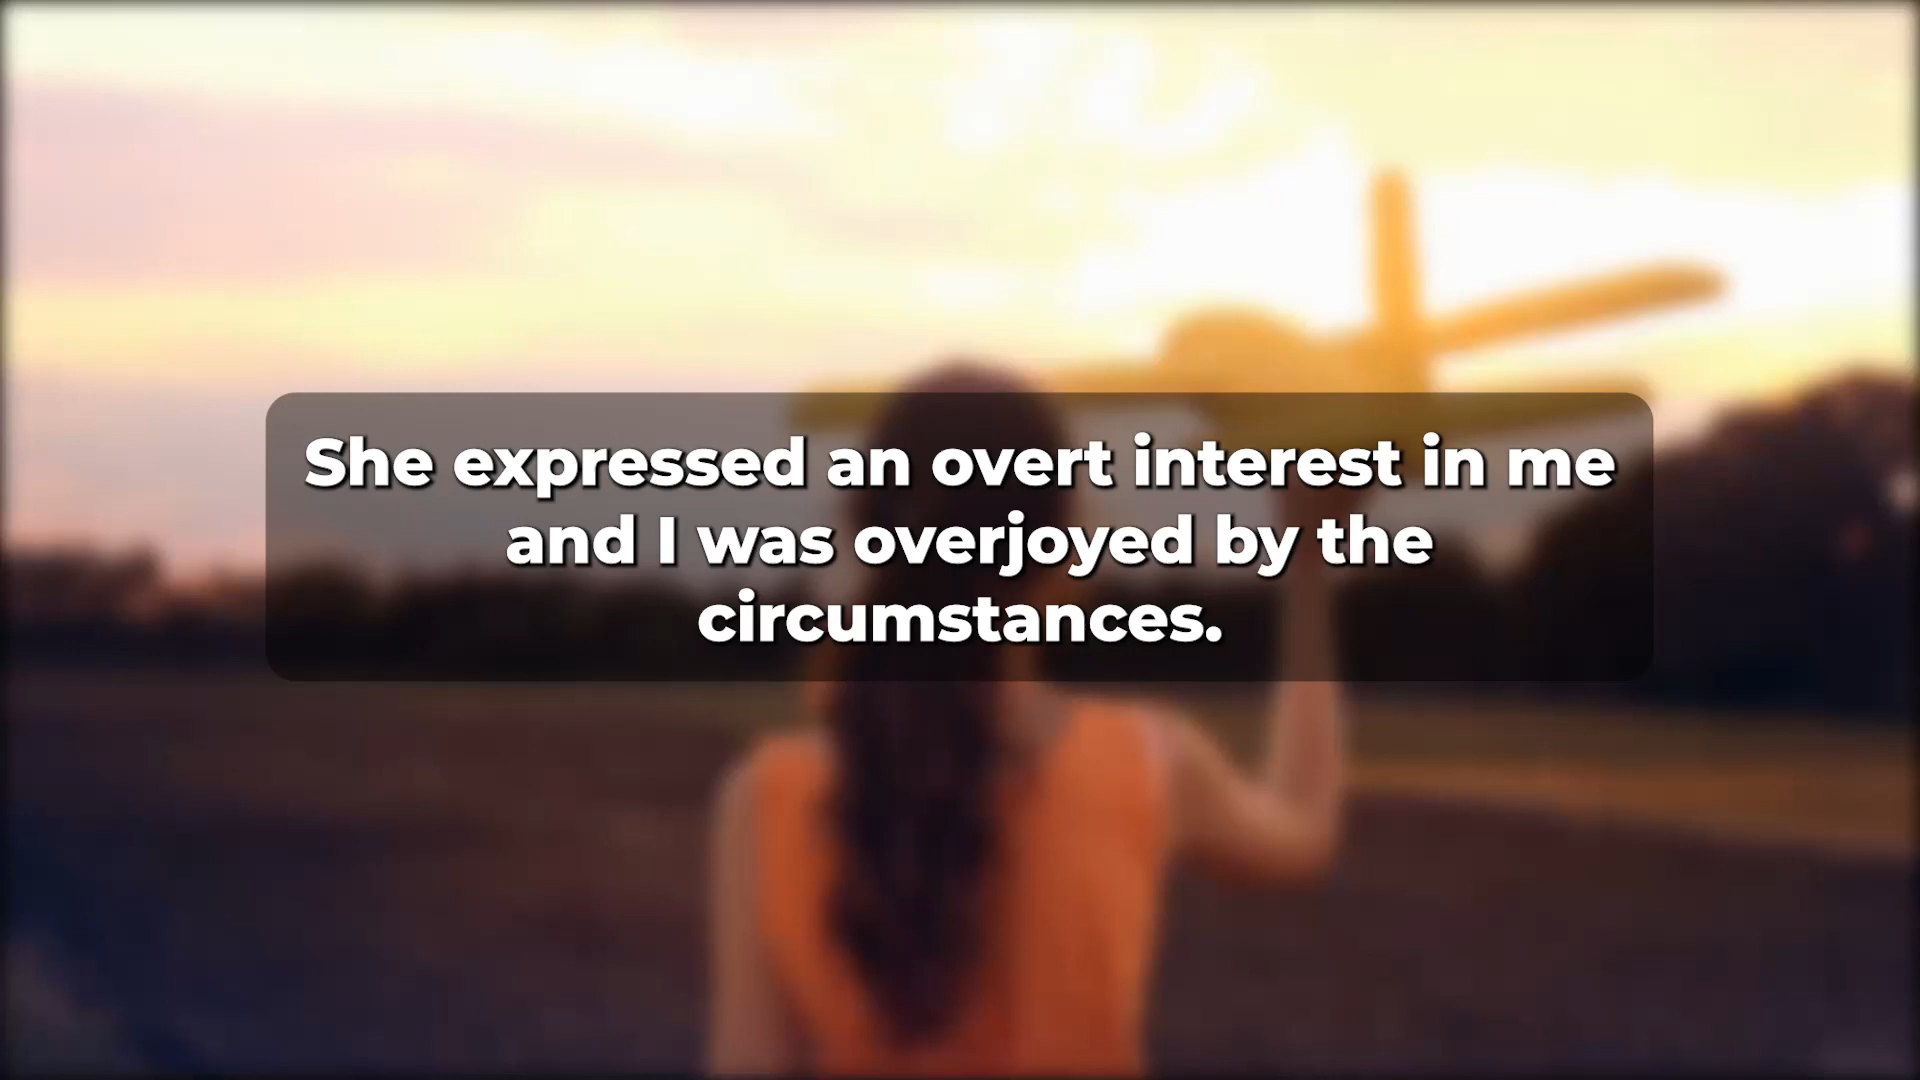 She expressed an overt interest in me
and I was overjoyed by the
circumstances.